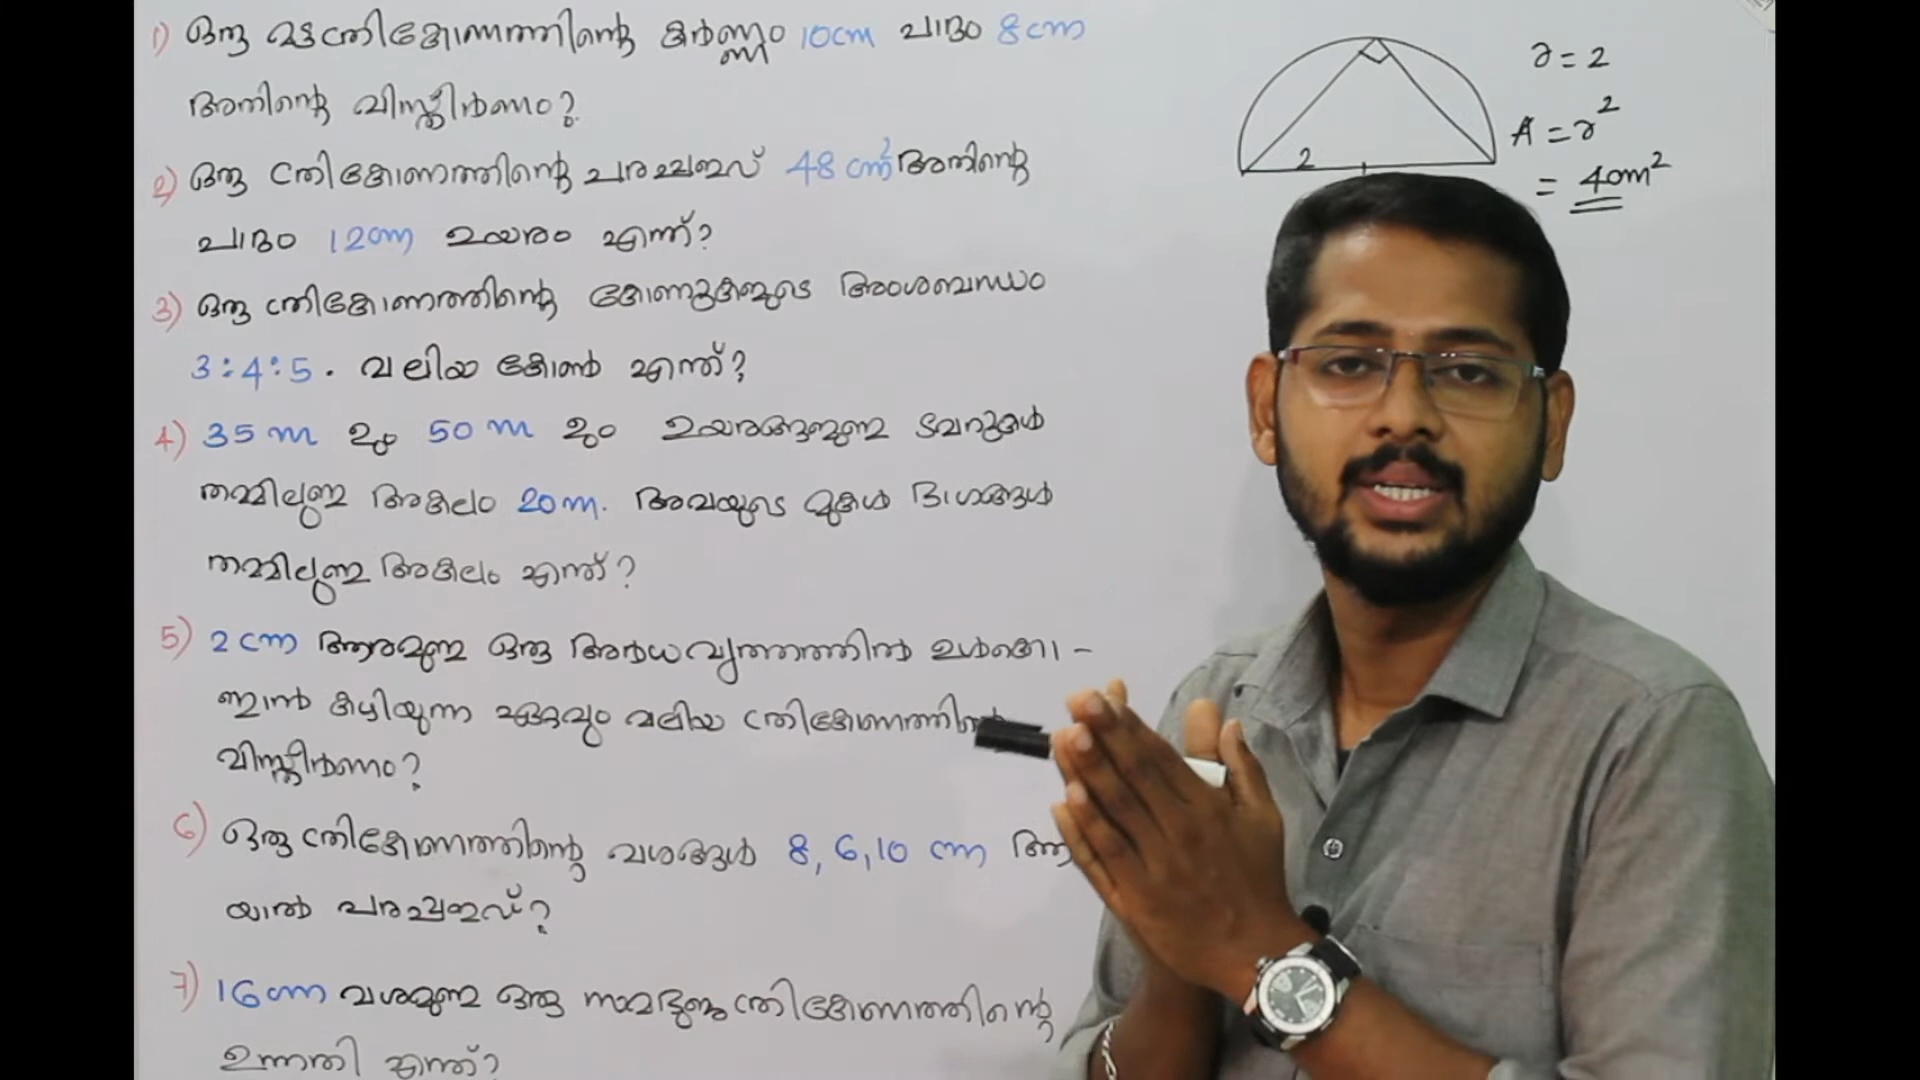 1) ഒരു മട്ടത്രികോണത്തിന്റെ കർണ്ണം 10cm പാദം 8cm
അതിന്റെ വിസ്തീർണം?
2) ഒരു ത്രികോണത്തിന്റെ പരപ്പളവ് 48 cm² അതിന്റെ
പാദം 12cm ഉയരം എന്ത്?
3) ഒരു ത്രികോണത്തിന്റെ കോണുകളുടെ അംശബന്ധം
3:4:5. വലിയ കോൺ എന്ത്?
4) 35 m ഉം 50 m ഉം ഉയരങ്ങളുള്ള ടവറുകൾ
തമ്മിലുള്ള അകലം 20m. അവയുടെ മുകൾ ഭാഗങ്ങൾ
തമ്മിലുള്ള അകലം എന്ത്?
5) 2cm ആരമുള്ള ഒരു അർധവൃത്തത്തിൽ ഉൾക്കൊ-
ള്ളാൻ കഴിയുന്ന ഏറ്റവും വലിയ ത്രികോണത്തിന്റെ
വിസ്തീർണം?
6) ഒരു ത്രികോണത്തിന്റെ വശങ്ങൾ 8, 6, 10 cm ആ
യാൽ പരപ്പളവ്?
7) 16cm വശമുള്ള ഒരു സമഭുജത്രികോണത്തിന്റെ
ഉന്നതി എന്ത്?
2
r = 2
A = r²
= 4cm²